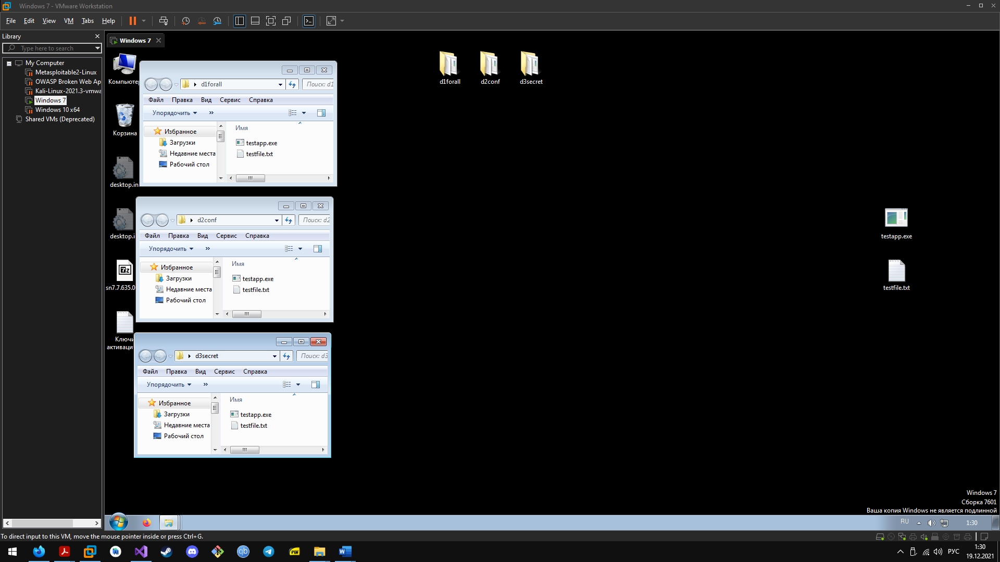 Windows 7 - VMware Workstation
File Edit View VM Tabs Help
Library
Type here to search
My Computer
Metasploitable2-Linux
OWASP Broken Web Ap
Kali-Linux-2021.3-vmwa
Windows 7
Windows 10 x64
Shared VMs (Deprecated)
Windows 7
Компьютер
Корзина
desktop.in
desktop.i
sn7.7.635.0
Ключи
активаци
d1forall
Поиск: d1
Файл Правка Вид Сервис Справка
Упорядочить »
Избранное
Загрузки
Недавние места
Рабочий стол
Имя
testapp.exe
testfile.txt
d2conf
Поиск: d2
Файл Правка Вид Сервис Справка
Упорядочить »
Избранное
Загрузки
Недавние места
Рабочий стол
Имя
testapp.exe
testfile.txt
d3secret
Поиск: d3
Файл Правка Вид Сервис Справка
Упорядочить »
Избранное
Загрузки
Недавние места
Рабочий стол
Имя
testapp.exe
testfile.txt
d1forall
d2conf
d3secret
testapp.exe
testfile.txt
Windows 7
Сборка 7601
Ваша копия Windows не является подлинной
RU 1:30
To direct input to this VM, move the mouse pointer inside or press Ctrl+G.
РУС
1:30
19.12.2021